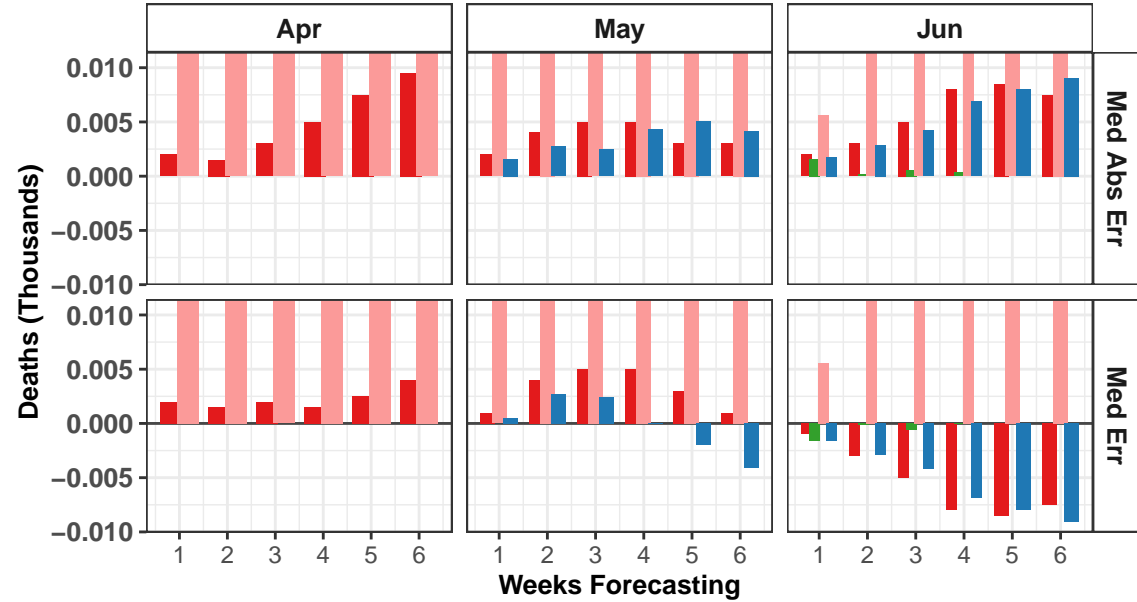 Apr May Jun
0.010
0.005
0.000
−0.005
−0.010
Med Abs Err
0.010
0.005
0.000
−0.005
−0.010
Med Err
Deaths (Thousands)
1 2 3 4 5 6 1 2 3 4 5 6 1 2 3 4 5 6
Weeks Forecasting